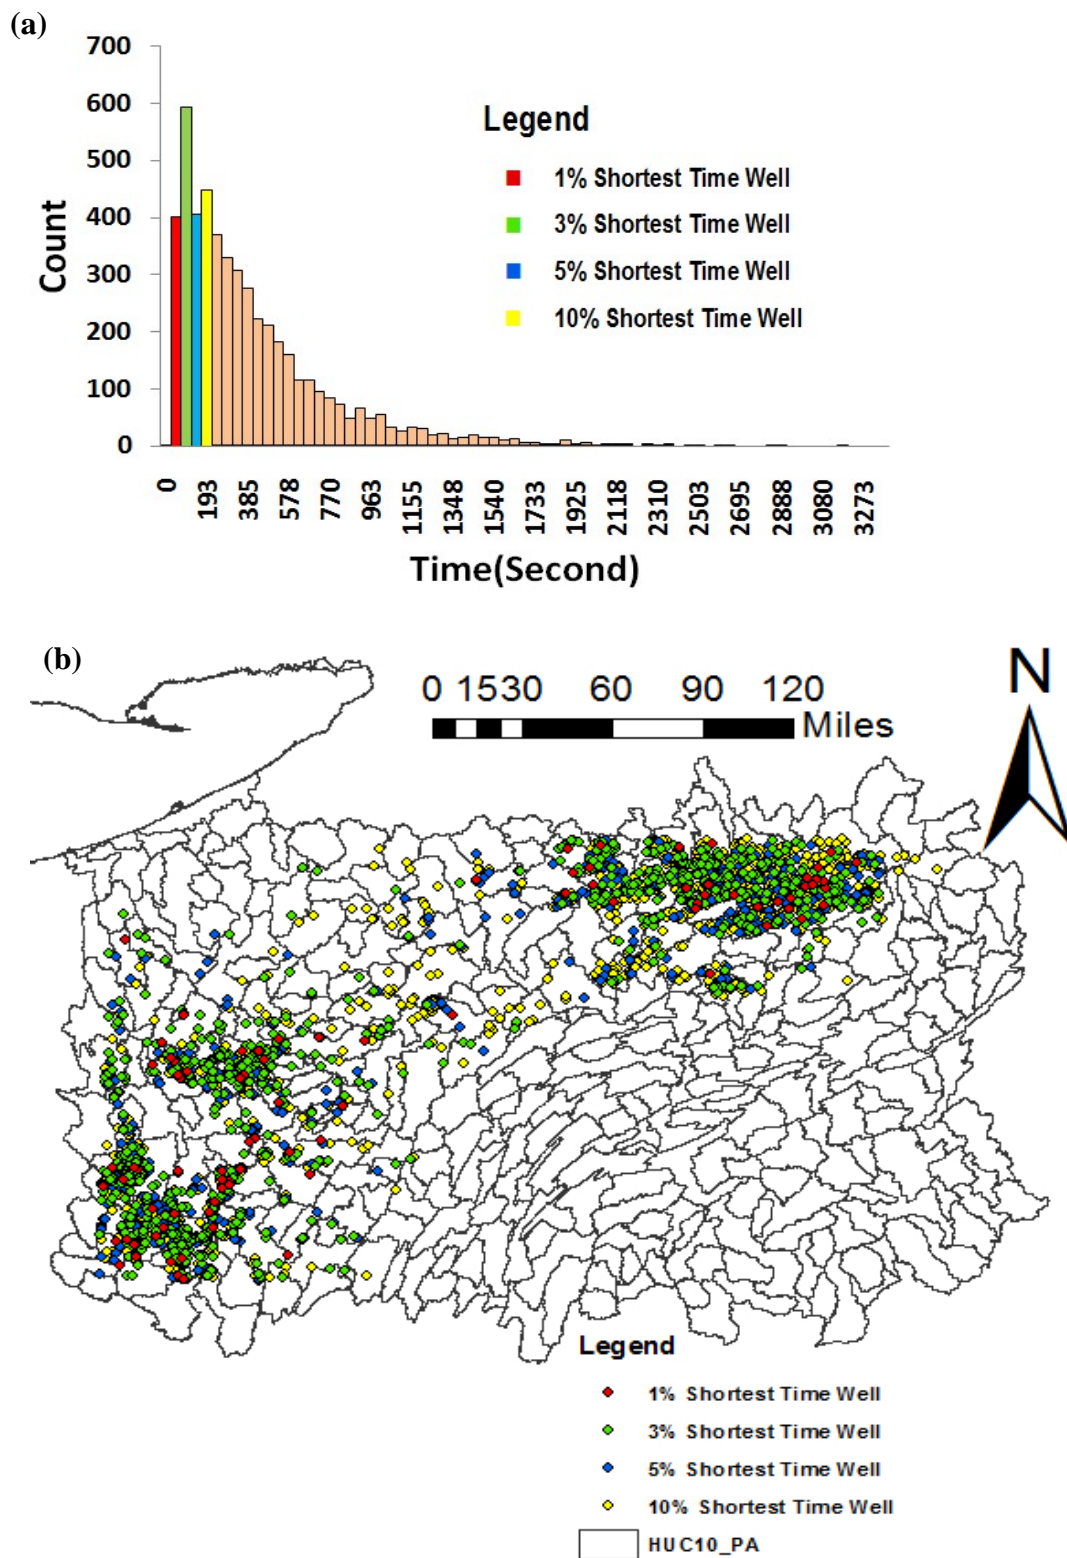 (a)
700
600
500
400
300
200
100
0
Count
Legend
1% Shortest Time Well
3% Shortest Time Well
5% Shortest Time Well
10% Shortest Time Well
0
193
385
578
770
963
1155
1348
1540
1733
1925
2118
2310
2503
2695
2888
3080
3273
Time(Second)
(b)
0 15 30 60 90 120
Miles
N
Legend
1% Shortest Time Well
3% Shortest Time Well
5% Shortest Time Well
10% Shortest Time Well
HUC10_PA